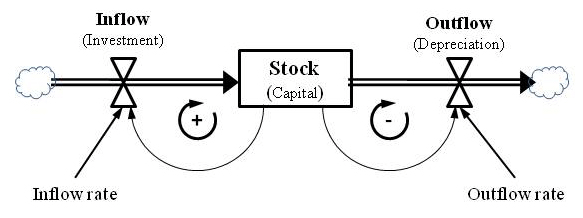 Inflow
(Investment)
Outflow
(Depreciation)
Stock
(Capital)
+
-
Inflow rate
Outflow rate